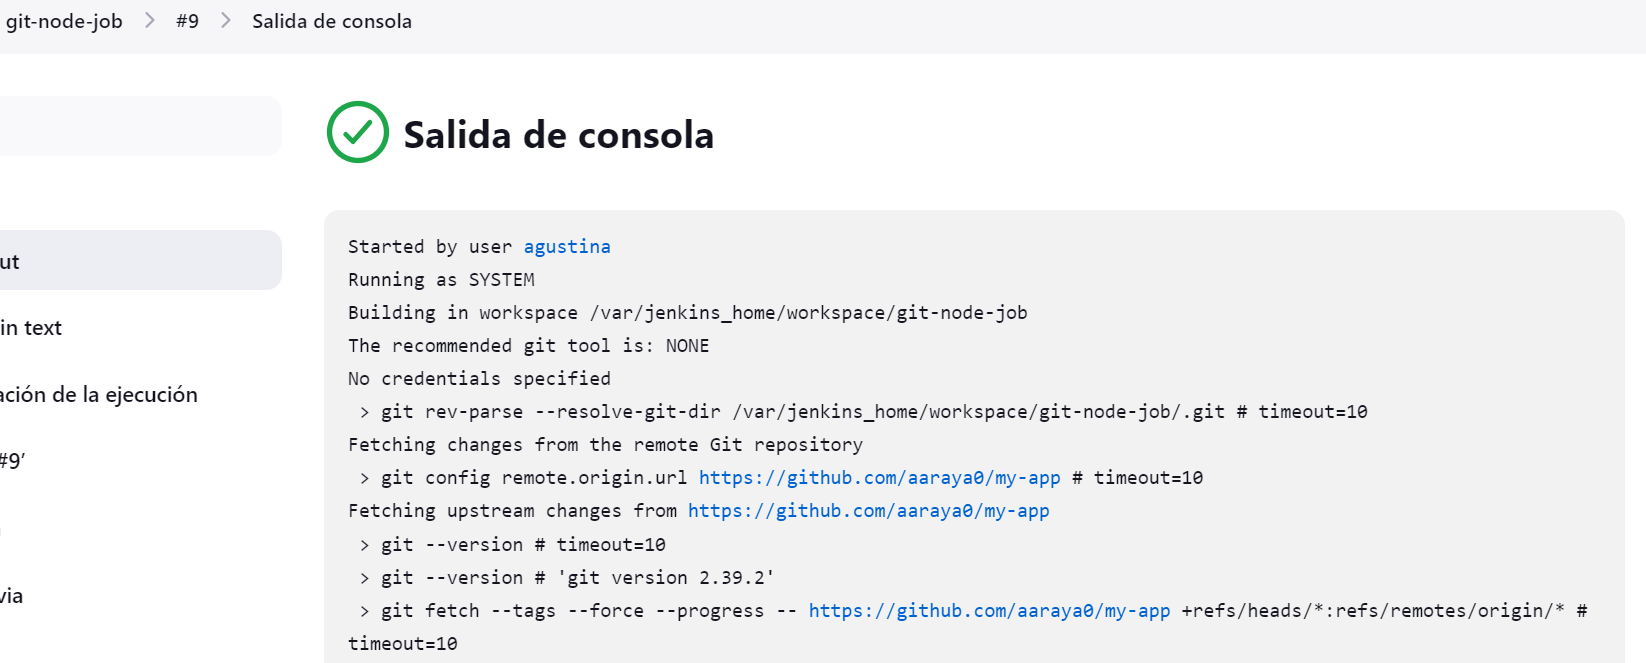 git-node-job > #9 > Salida de consola
Salida de consola
ut
in text
ación de la ejecución
#9'
via
Started by user agustina
Running as SYSTEM
Building in workspace /var/jenkins_home/workspace/git-node-job
The recommended git tool is: NONE
No credentials specified
 > git rev-parse --resolve-git-dir /var/jenkins_home/workspace/git-node-job/.git # timeout=10
Fetching changes from the remote Git repository
 > git config remote.origin.url https://github.com/aaraya0/my-app # timeout=10
Fetching upstream changes from https://github.com/aaraya0/my-app
 > git --version # timeout=10
 > git --version # 'git version 2.39.2'
 > git fetch --tags --force --progress -- https://github.com/aaraya0/my-app +refs/heads/*:refs/remotes/origin/* #
timeout=10